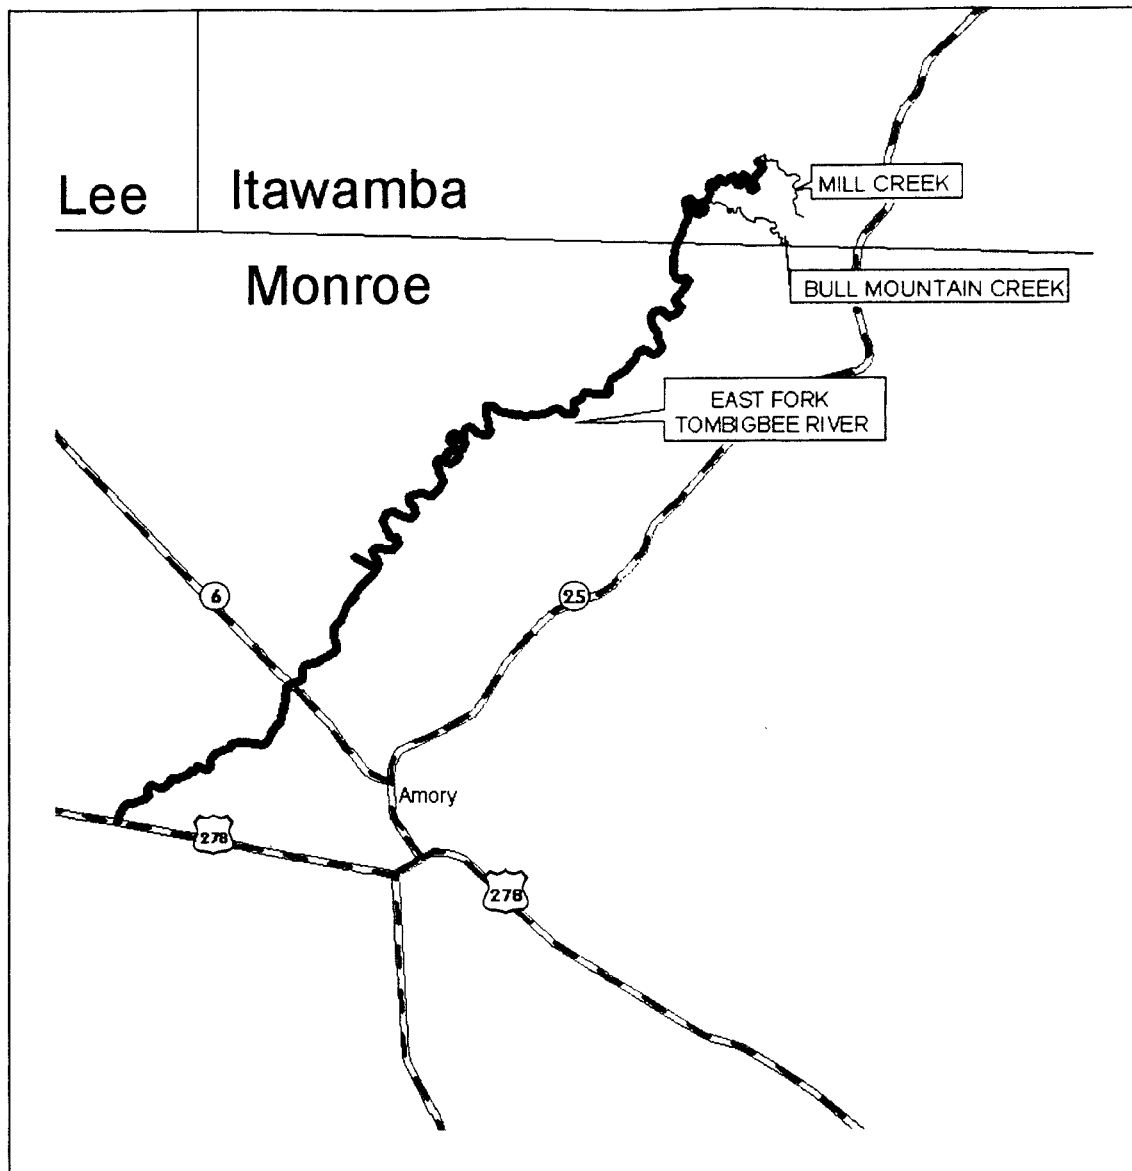 Lee
Itawamba
MILL CREEK
Monroe
BULL MOUNTAIN CREEK
EAST FORK
TOMBIGBEE RIVER
6
25
Amory
278
278